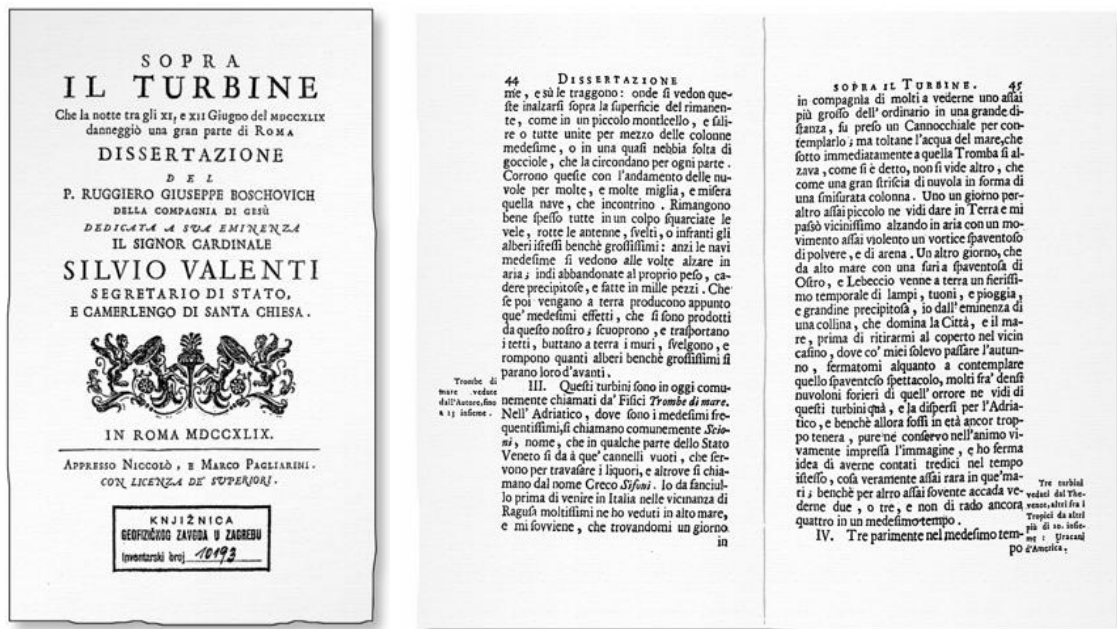 SOPRA
IL TURBINE
Che la notte tra gli XI, e XII Giugno del MDCCXLIX
danneggiò una gran parte di ROMA
DISSERTAZIONE
DEL
P. RUGGIERO GIUSEPPE BOSCHOVICH
DELLA COMPAGNIA DI GESÙ
DEDICATA A SVA EMINENZA
IL SIGNOR CARDINALE
SILVIO VALENTI
SEGRETARIO DI STATO,
E CAMERLENGO DI SANTA CHIESA.
IN ROMA MDCCXLIX.
APPRESSO NICCOLÒ, E MARCO PAGLIARINI.
CON LICENZA DE' SVPERIORI.
KNJIŽNICA
GEOFIZIČKOG ZAVODA U ZAGREBU
Inventarski broj 10193
44 DISSERTAZIONE
me, e sù le traggono: onde ſi vedon que-
ſte inalzarſi ſopra la ſuperficie del rimanen-
te, come in un piccolo monticello, e ſali-
re o tutte unite per mezzo delle colonne
medeſime, o in una quaſi nebbia folta di
gocciole, che la circondano per ogni parte.
Corrono queſte con l'andamento delle nu-
vole per molte, e molte miglia, e miſera
quella nave, che incontrino. Rimangono
bene ſpeſſo tutte in un colpo ſquarciate le
vele, rotte le antenne, ſvelti, o infranti gli
alberi iſteſſi benchè groſſiſſimi: anzi le navi
medeſime ſi vedono alle volte alzare in
aria; indi abbandonate al proprio peſo, ca-
dere precipitoſe, e fatte in mille pezzi. Che
ſe poi vengano a terra producono appunto
que' medeſimi effetti, che ſi ſono prodotti
da queſto noſtro; ſcuoprono, e traſportano
i tetti, buttano a terra i muri, ſvelgono, e
rompono quanti alberi benchè groſſiſſimi ſi
parano loro d'avanti.
Trombe di
mare vedute
dall'Autore, ſino
a 13 inſieme.
III. Queſti turbini ſono in oggi comu-
nemente chiamati da' Fiſici Trombe di mare.
Nell' Adriatico, dove ſono i medeſimi fre-
quentiſſimi, ſi chiamano comunemente Scio-
ni, nome, che in qualche parte dello Stato
Veneto ſi da à que' cannelli vuoti, che ſer-
vono per travaſare i liquori, e altrove ſi chia-
mano dal nome Greco Sifoni. Io da fanciul-
lo prima di venire in Italia nelle vicinanza di
Raguſa moltiſſimi ne ho veduti in alto mare,
e mi ſovviene, che trovandomi un giorno
in
SOPRA IL TURBINE. 45
in compagnia di molti a vederne uno aſſai
più groſſo dell' ordinario in una grande di-
ſtanza, fu preſo un Cannocchiale per con-
templarlo; ma toltane l'acqua del mare, che
ſotto immediatamente a quella Tromba ſi al-
zava, come ſi è detto, non ſi vide altro, che
come una gran ſtriſcia di nuvola in forma di
una ſmiſurata colonna. Uno un giorno per-
altro aſſai piccolo ne vidi dare in Terra e mi
paſsò viciniſſimo alzando in aria con un mo-
vimento aſſai violento un vortice ſpaventoſo
di polvere, e di arena. Un altro giorno, che
da alto mare con una furia ſpaventoſa di
Oſtro, e Lebeccio venne a terra un fieriſſi-
mo temporale di lampi, tuoni, e pioggia,
e grandine precipitoſa, io dall'eminenza di
una collina, che domina la Città, e il ma-
re, prima di ritirarmi al coperto nel vicin
caſino, dove co' miei ſolevo paſſare l'autun-
no, fermatomi alquanto a contemplare
quello ſpaventoſo ſpettacolo, molti fra' denſi
nuvoloni forieri di quell' orrore ne vidi di
queſti turbini quà, e la diſperſi per l'Adria-
tico, e benchè allora foſſi in età ancor trop-
po tenera, pure nè conſervo nell'animo vi-
vamente impreſſa l'immagine, e ho ferma
idea di averne contati tredici nel tempo
iſteſſo, coſa veramente aſſai rara in que'ma-
ri; benchè per altro aſſai ſovente accada ve-
derne due, o tre, e non di rado ancora
quattro in un medeſimo tempo.
IV. Tre parimente nel medeſimo tem-
po
Tre turbini
veduti dal The-
venot, altri fra i
Tropici da altri
più di 20. inſie-
me: Uracani
d'America.